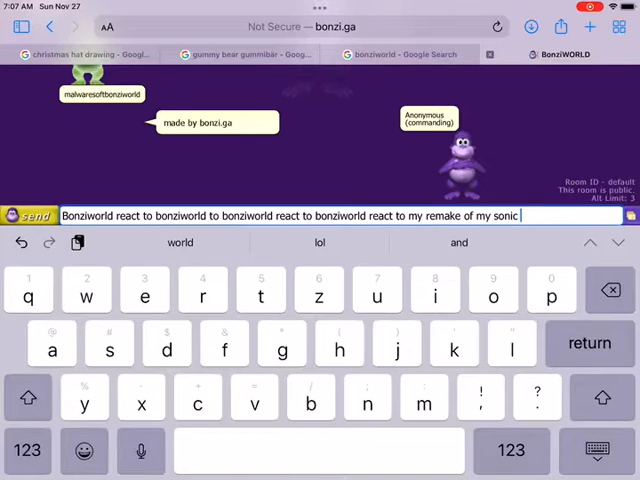 7:07 AM Sun Nov 27
AA
Not Secure — bonzi.ga
christmas hat drawing - Googl...
gummy bear gummibär - Goog...
bonziworld - Google Search
BonziWORLD
malwaresoftbonziworld
made by bonzi.ga
Anonymous
(commanding)
Room ID - default
This room is public.
Alt Limit: 3
send
Bonziworld react to bonziworld to bonziworld react to bonziworld react to my remake of my sonic
world
lol
and
1 2 3 4 5 6 7 8 9 0
q w e r t z u i o p
@ # $ & * ( ) ' "
a s d f g h j k l
return
% - + = / ; :
y x c v b n m ! , ? .
123
123